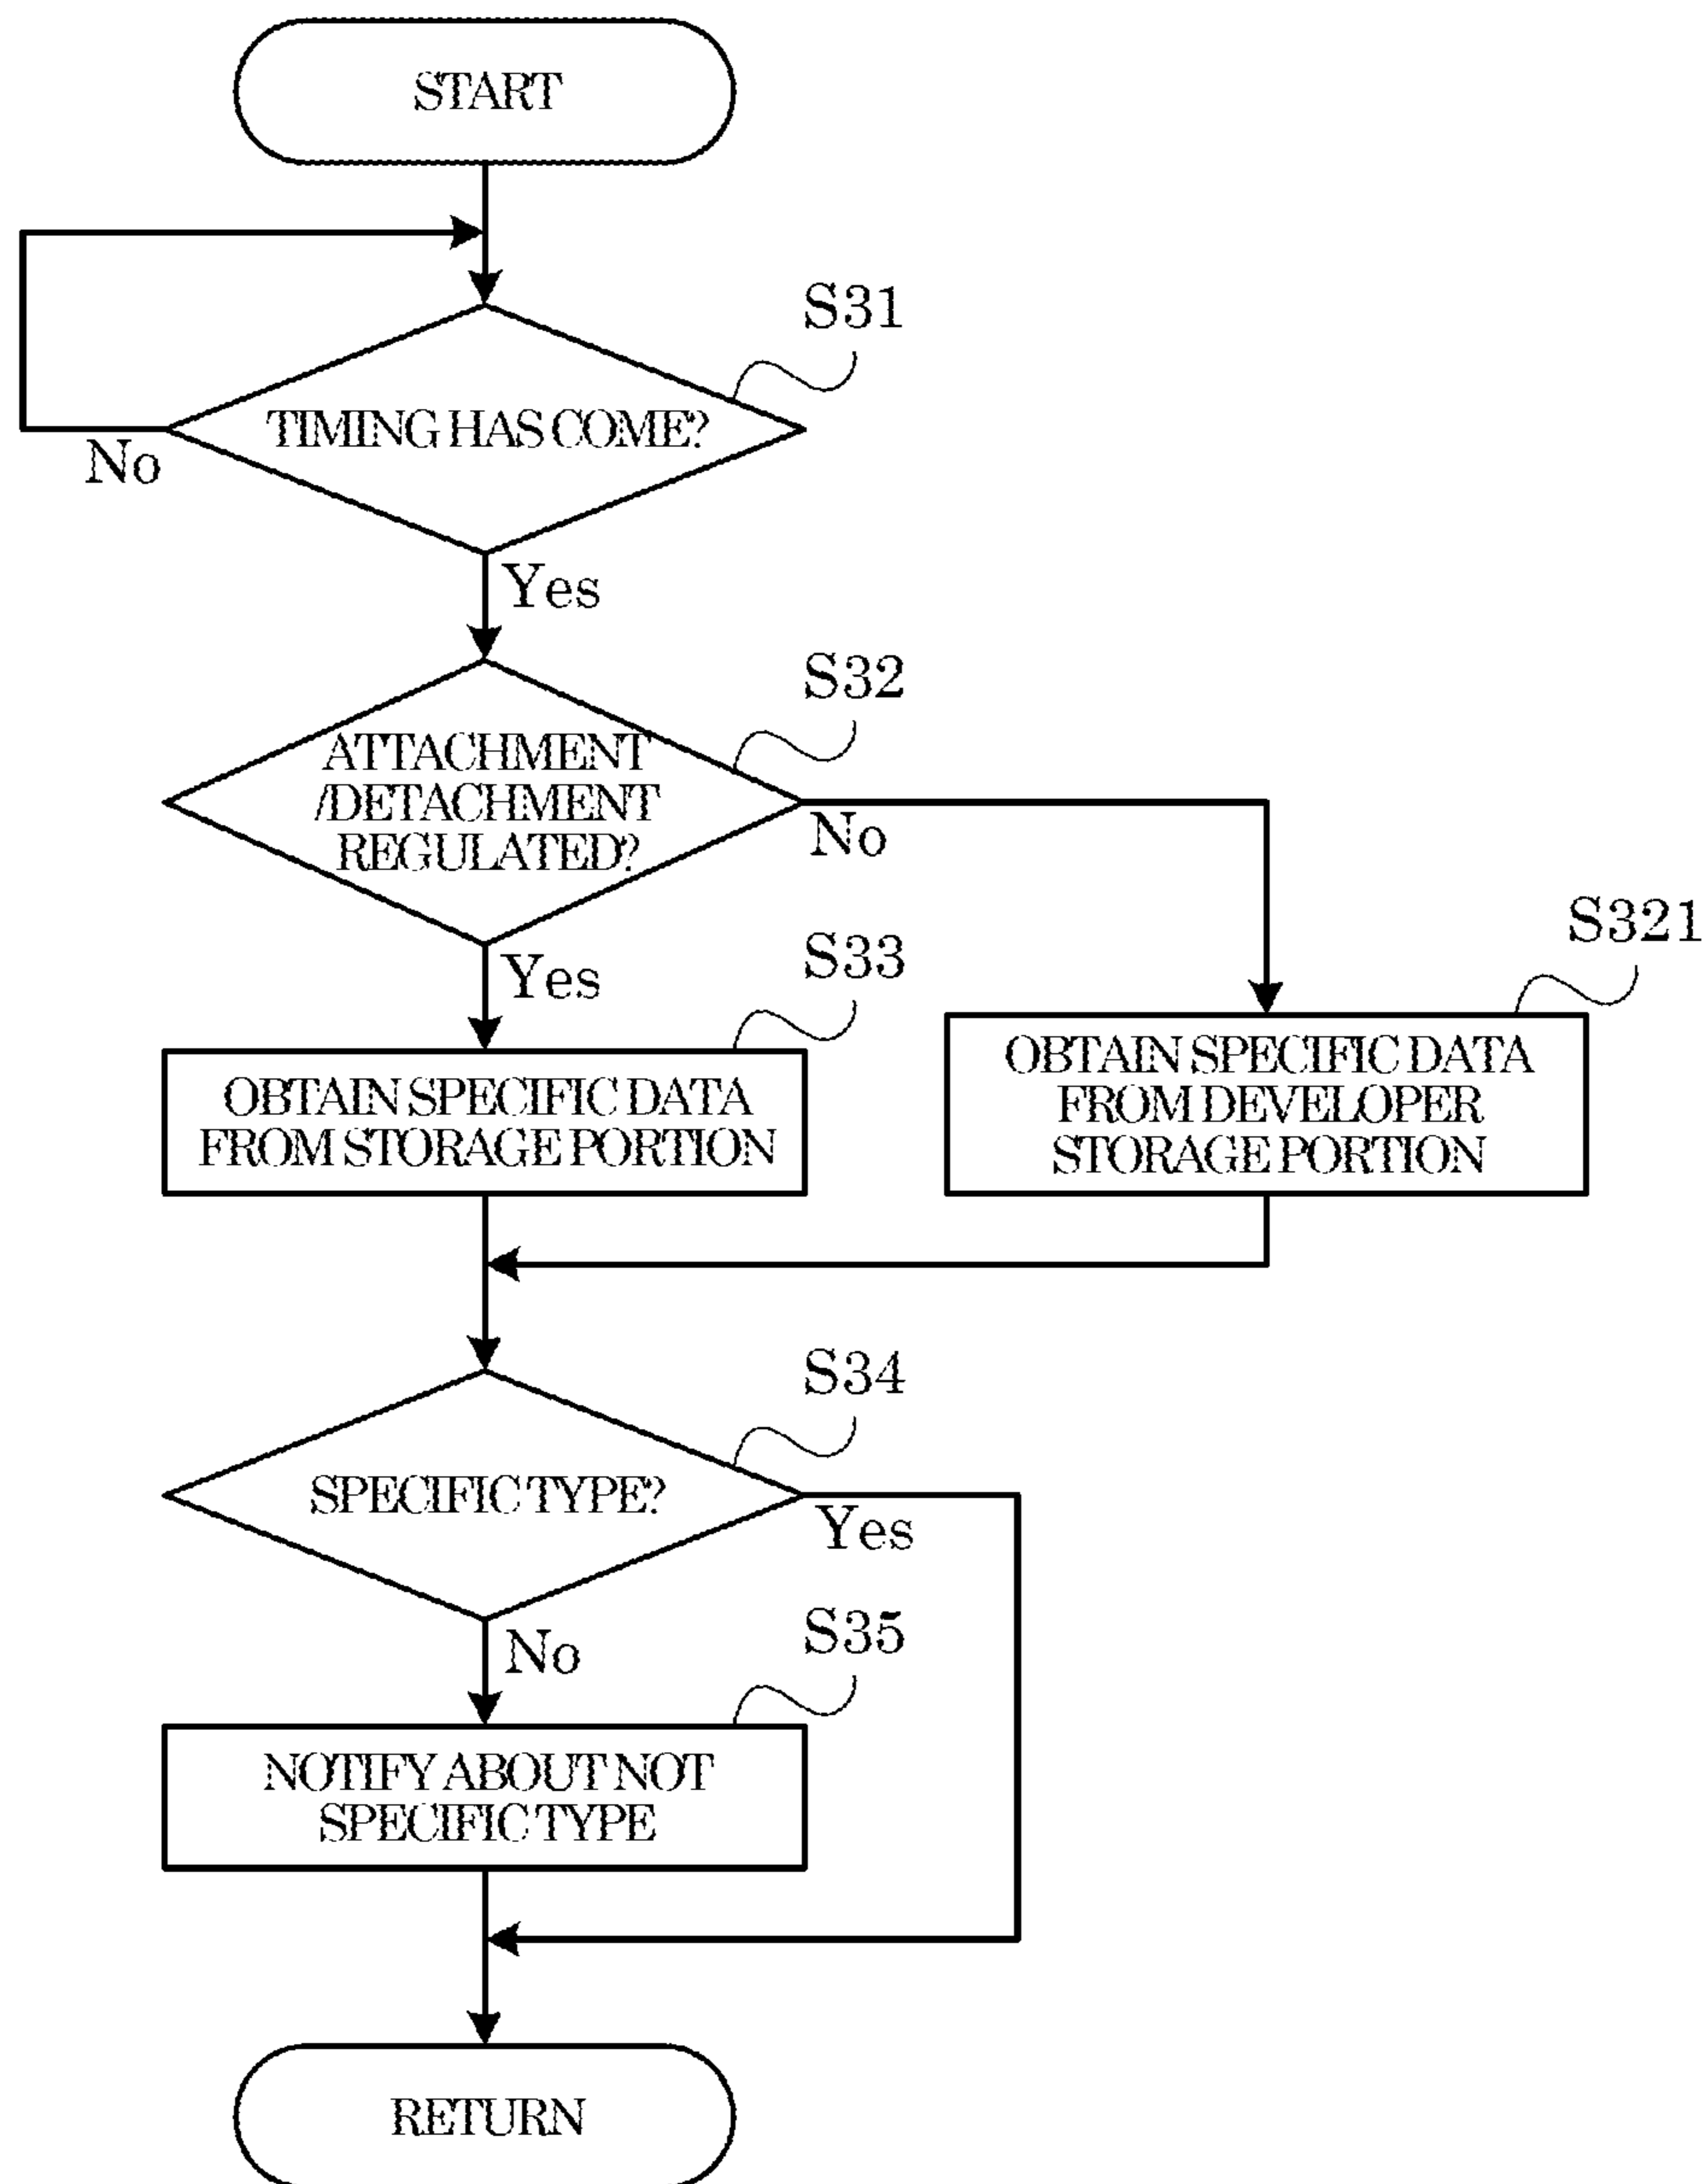 START
S31
TIMING HAS COME?
No
Yes
S32
ATTACHMENT
/DETACHMENT
REGULATED?
No
Yes
S33
OBTAIN SPECIFIC DATA
FROM STORAGE PORTION
S321
OBTAIN SPECIFIC DATA
FROM DEVELOPER
STORAGE PORTION
S34
SPECIFIC TYPE?
Yes
No
S35
NOTIFY ABOUT NOT
SPECIFIC TYPE
RETURN